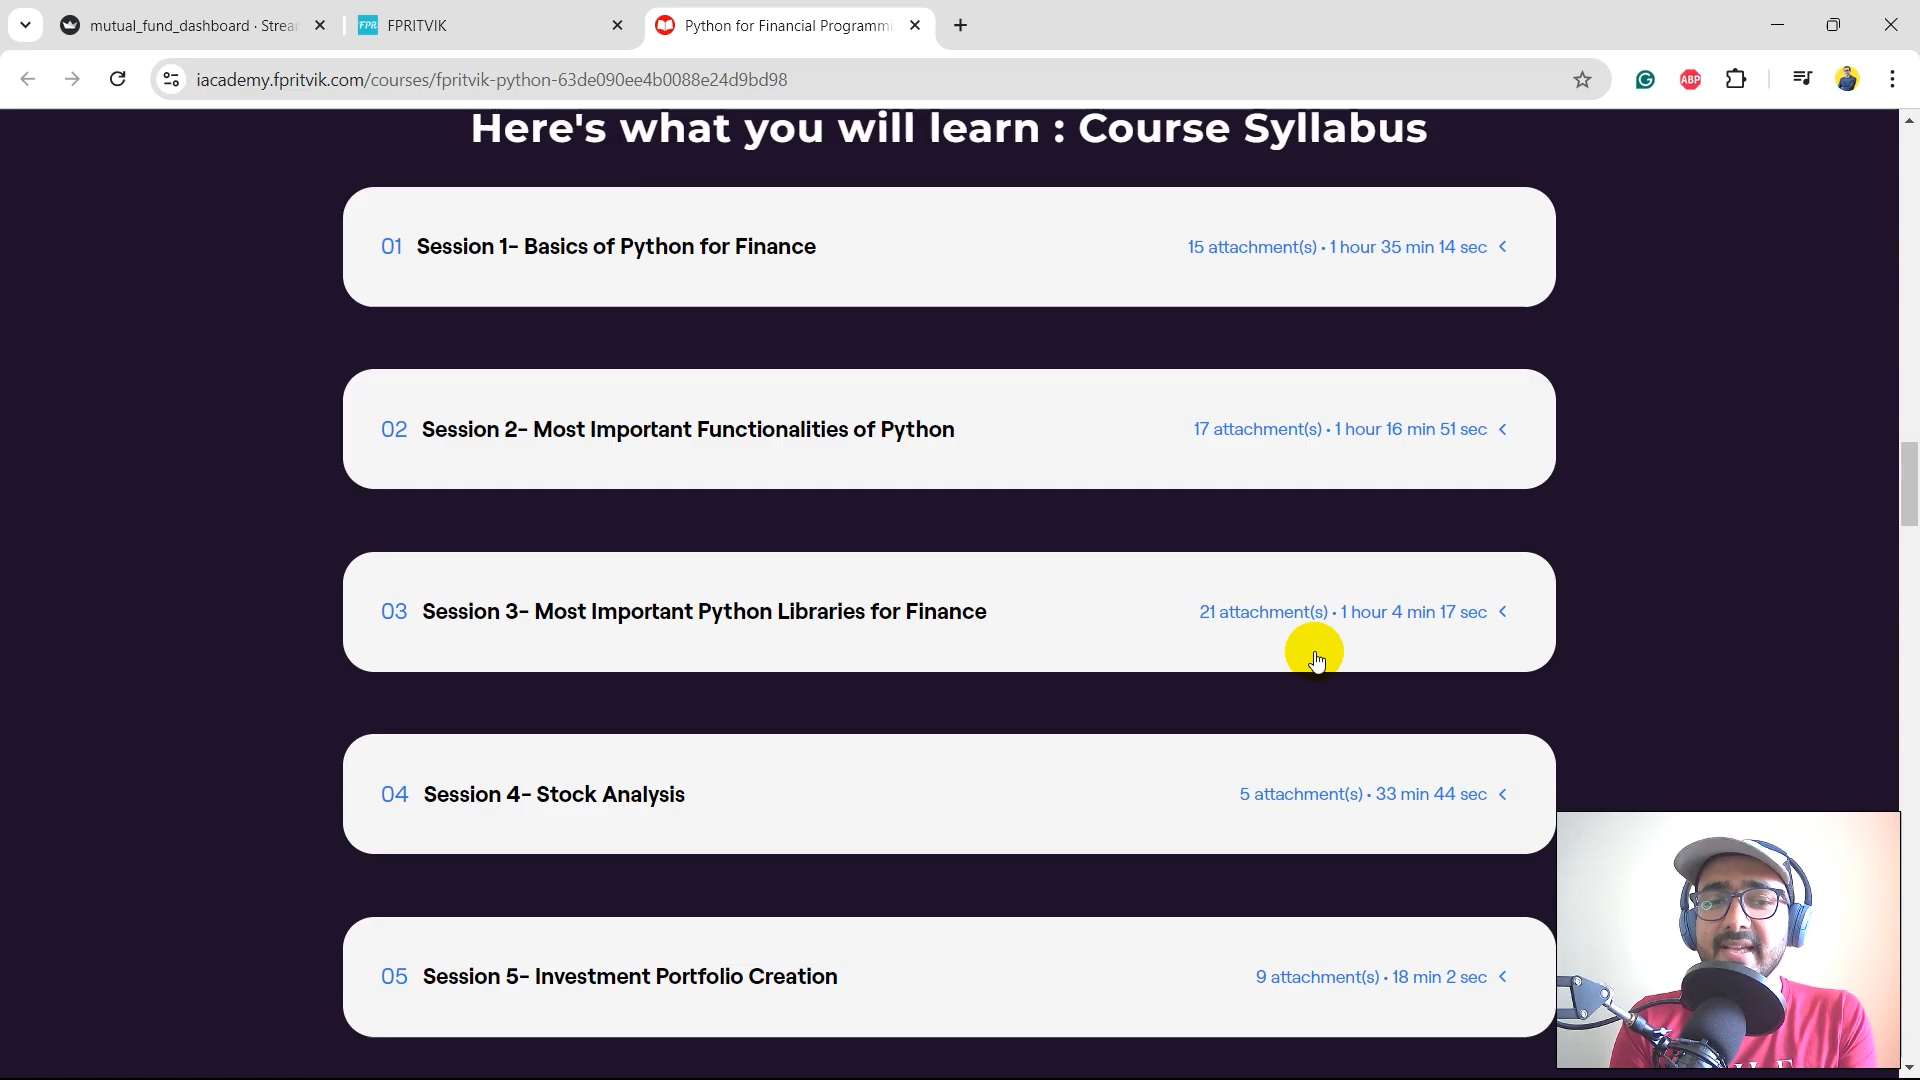 mutual_fund_dashboard · Strea
FPR FPRITVIK
Python for Financial Programmi
iacademy.fpritvik.com/courses/fpritvik-python-63de090ee4b0088e24d9bd98
ABP
Here's what you will learn : Course Syllabus
01 Session 1- Basics of Python for Finance 15 attachment(s) • 1 hour 35 min 14 sec
02 Session 2- Most Important Functionalities of Python 17 attachment(s) • 1 hour 16 min 51 sec
03 Session 3- Most Important Python Libraries for Finance 21 attachment(s) • 1 hour 4 min 17 sec
04 Session 4- Stock Analysis 5 attachment(s) • 33 min 44 sec
05 Session 5- Investment Portfolio Creation 9 attachment(s) • 18 min 2 sec